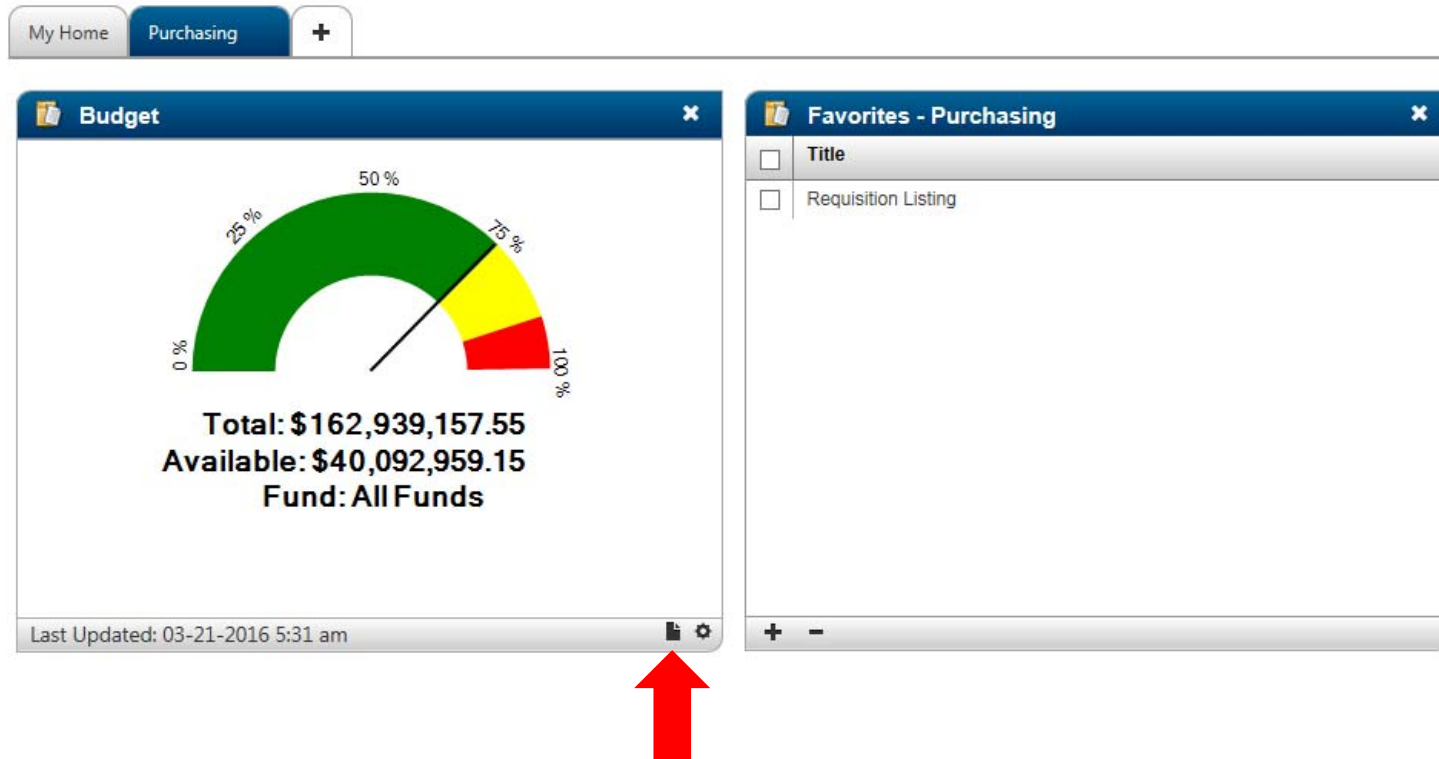 My Home Purchasing
Budget
50 %
25 %
75 %
0 %
100 %
Total: $162,939,157.55
Available: $40,092,959.15
Fund: All Funds
Last Updated: 03-21-2016 5:31 am
Favorites - Purchasing
Title
Requisition Listing